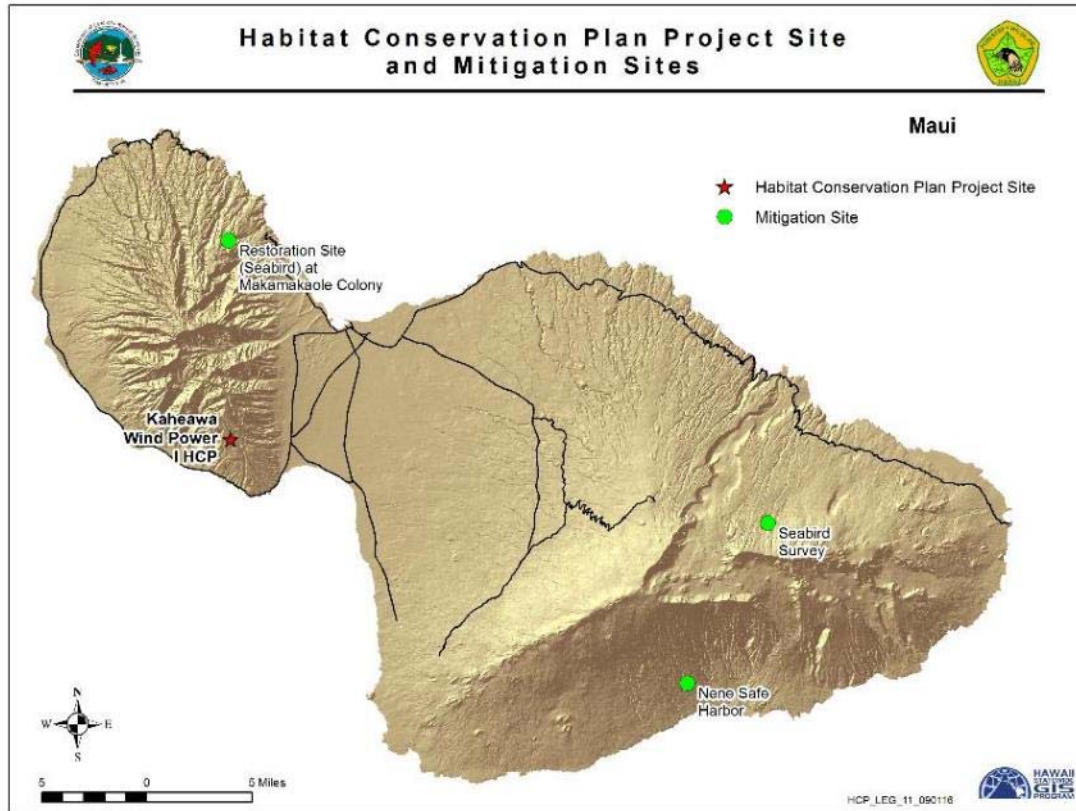 Habitat Conservation Plan Project Site
and Mitigation Sites
Maui
Habitat Conservation Plan Project Site
Mitigation Site
Restoration Site
(Seabird) at
Makamakaole Colony
Kaheawa
Wind Power
I HCP
Seabird
Survey
Nene Safe
Harbor
N
W E
S
5 0 5 Miles
HCP_LEG_11_090116
HAWAII
STATEWIDE
GIS
PROGRAM